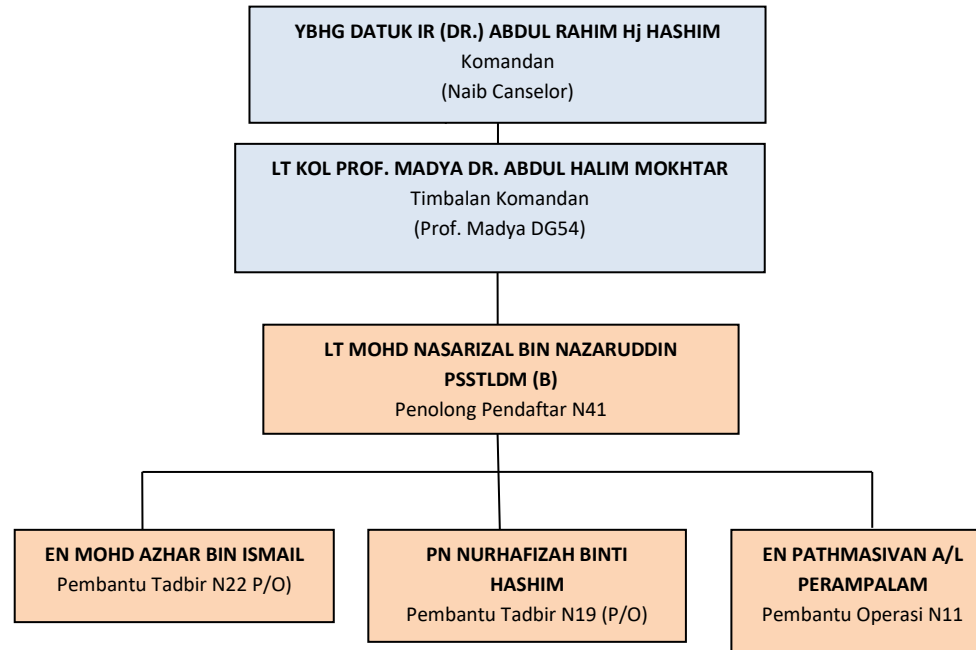 YBHG DATUK IR (DR.) ABDUL RAHIM Hj HASHIM
Komandan
(Naib Canselor)
LT KOL PROF. MADYA DR. ABDUL HALIM MOKHTAR
Timbalan Komandan
(Prof. Madya DG54)
LT MOHD NASARIZAL BIN NAZARUDDIN
PSSTLDM (B)
Penolong Pendaftar N41
EN MOHD AZHAR BIN ISMAIL
Pembantu Tadbir N22 P/O)
PN NURHAFIZAH BINTI
HASHIM
Pembantu Tadbir N19 (P/O)
EN PATHMASIVAN A/L
PERAMPALAM
Pembantu Operasi N11